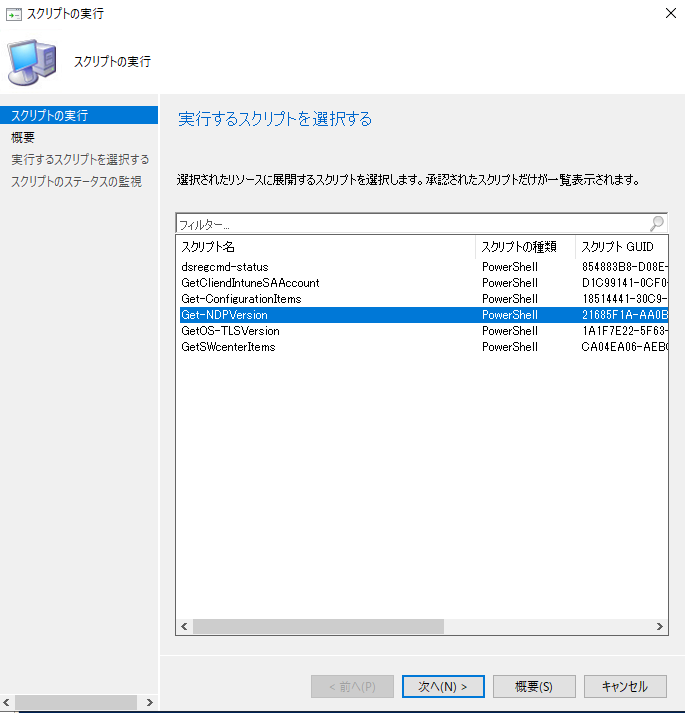 スクリプトの実行
スクリプトの実行
スクリプトの実行
概要
実行するスクリプトを選択する
スクリプトのステータスの監視
実行するスクリプトを選択する
選択されたリソースに展開するスクリプトを選択します。承認されたスクリプトだけが一覧表示されます。
フィルター...
スクリプト名 スクリプトの種類 スクリプト GUID
dsregcmd-status PowerShell 854883B8-D08E-
GetCliendIntuneSAAccount PowerShell D1C99141-0CF0-
Get-ConfigurationItems PowerShell 18514441-30C9-
Get-NDPVersion PowerShell 21685F1A-AA0B
GetOS-TLSVersion PowerShell 1A1F7E22-5F63-
GetSWcenterItems PowerShell CA04EA06-AEBC
< 前へ(P) 次へ(N) > 概要(S) キャンセル